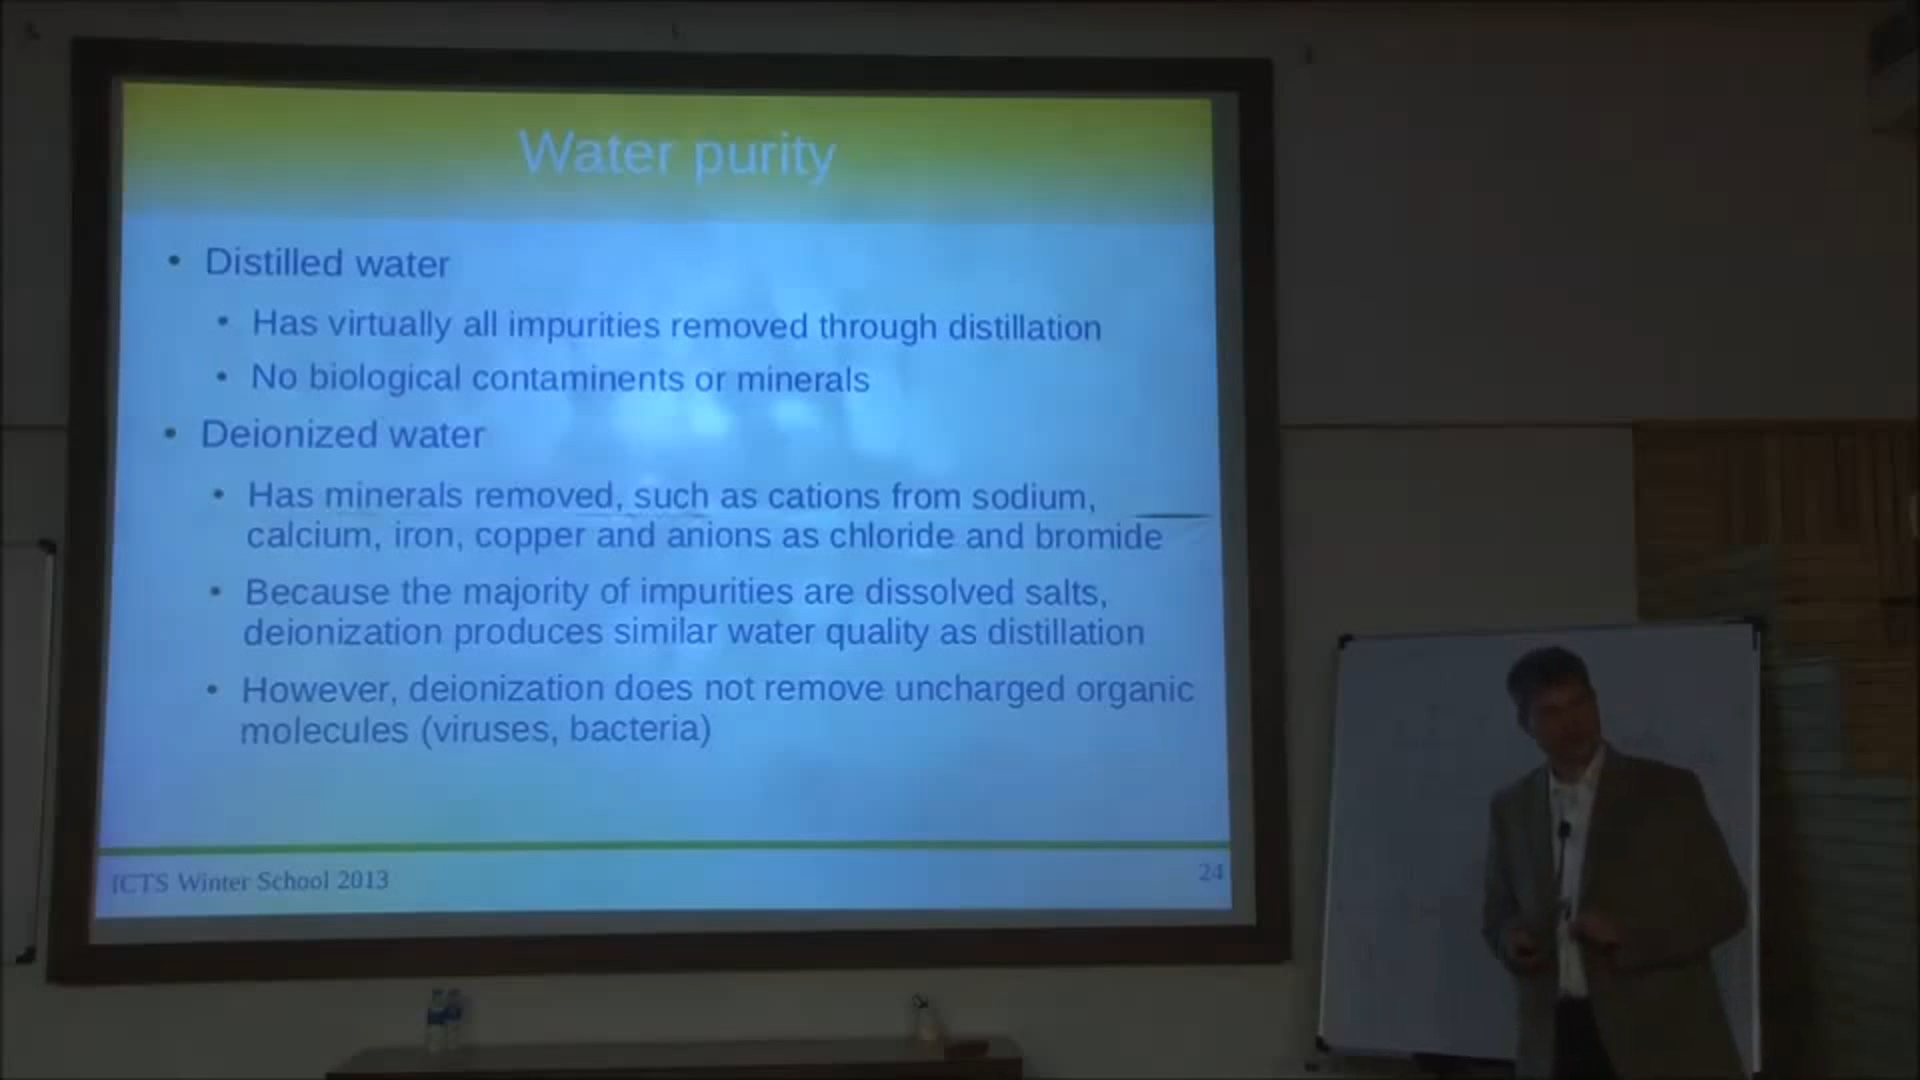 Water purity
• Distilled water
• Has virtually all impurities removed through distillation
• No biological contaminents or minerals
• Deionized water
• Has minerals removed, such as cations from sodium,
calcium, iron, copper and anions as chloride and bromide
• Because the majority of impurities are dissolved salts,
deionization produces similar water quality as distillation
• However, deionization does not remove uncharged organic
molecules (viruses, bacteria)
ICTS Winter School 2013
24